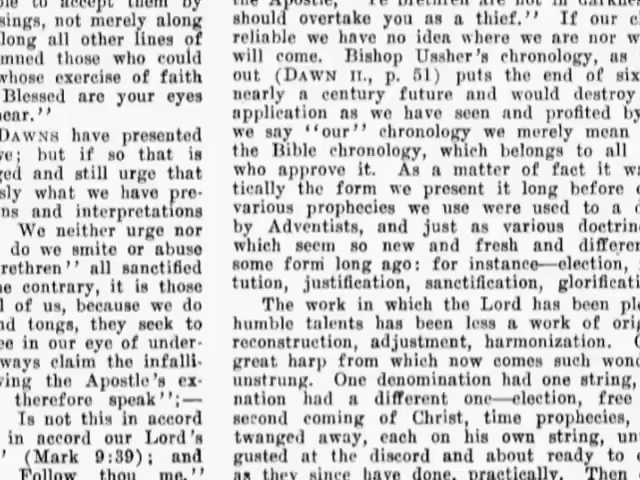 to accept them by
sings, not merely along
long all other lines of
mned those who could
whose exercise of faith
Blessed are your eyes
ear.''
DAWNS have presented
ve; but if so that is
ged and still urge that
sly what we have pre-
ns and interpretations
We neither urge nor
do we smite or abuse
rethren'' all sanctified
e contrary, it is those
l of us, because we do
nd tongs, they seek to
ee in our eye of under-
ways claim the infalli-
ving the Apostle's ex-
therefore speak'';—
Is not this in accord
in accord our Lord's
' (Mark 9:39); and
Follow thou me.''
the Apostle, ''Ye brethren are not in
should overtake you as a thief.'' If our
reliable we have no idea where we are nor
will come. Bishop Ussher's chronology, as
out (DAWN II., p. 51) puts the end of six
nearly a century future and would destroy
application as we have seen and profited by
we say ''our'' chronology we merely mean
the Bible chronology, which belongs to all
who approve it. As a matter of fact it wa
tically the form we present it long before
various prophecies we use were used to a
by Adventists, and just as various doctrin
which seem so new and fresh and differen
some form long ago: for instance—election,
tution, justification, sanctification, glorificati
The work in which the Lord has been ple
humble talents has been less a work of orig
reconstruction, adjustment, harmonization.
great harp from which now comes such won
unstrung. One denomination had one string,
nation had a different one—election, free
second coming of Christ, time prophecies,
twanged away, each on his own string, un
gusted at the discord and about ready to
as they since have done, practically. Then